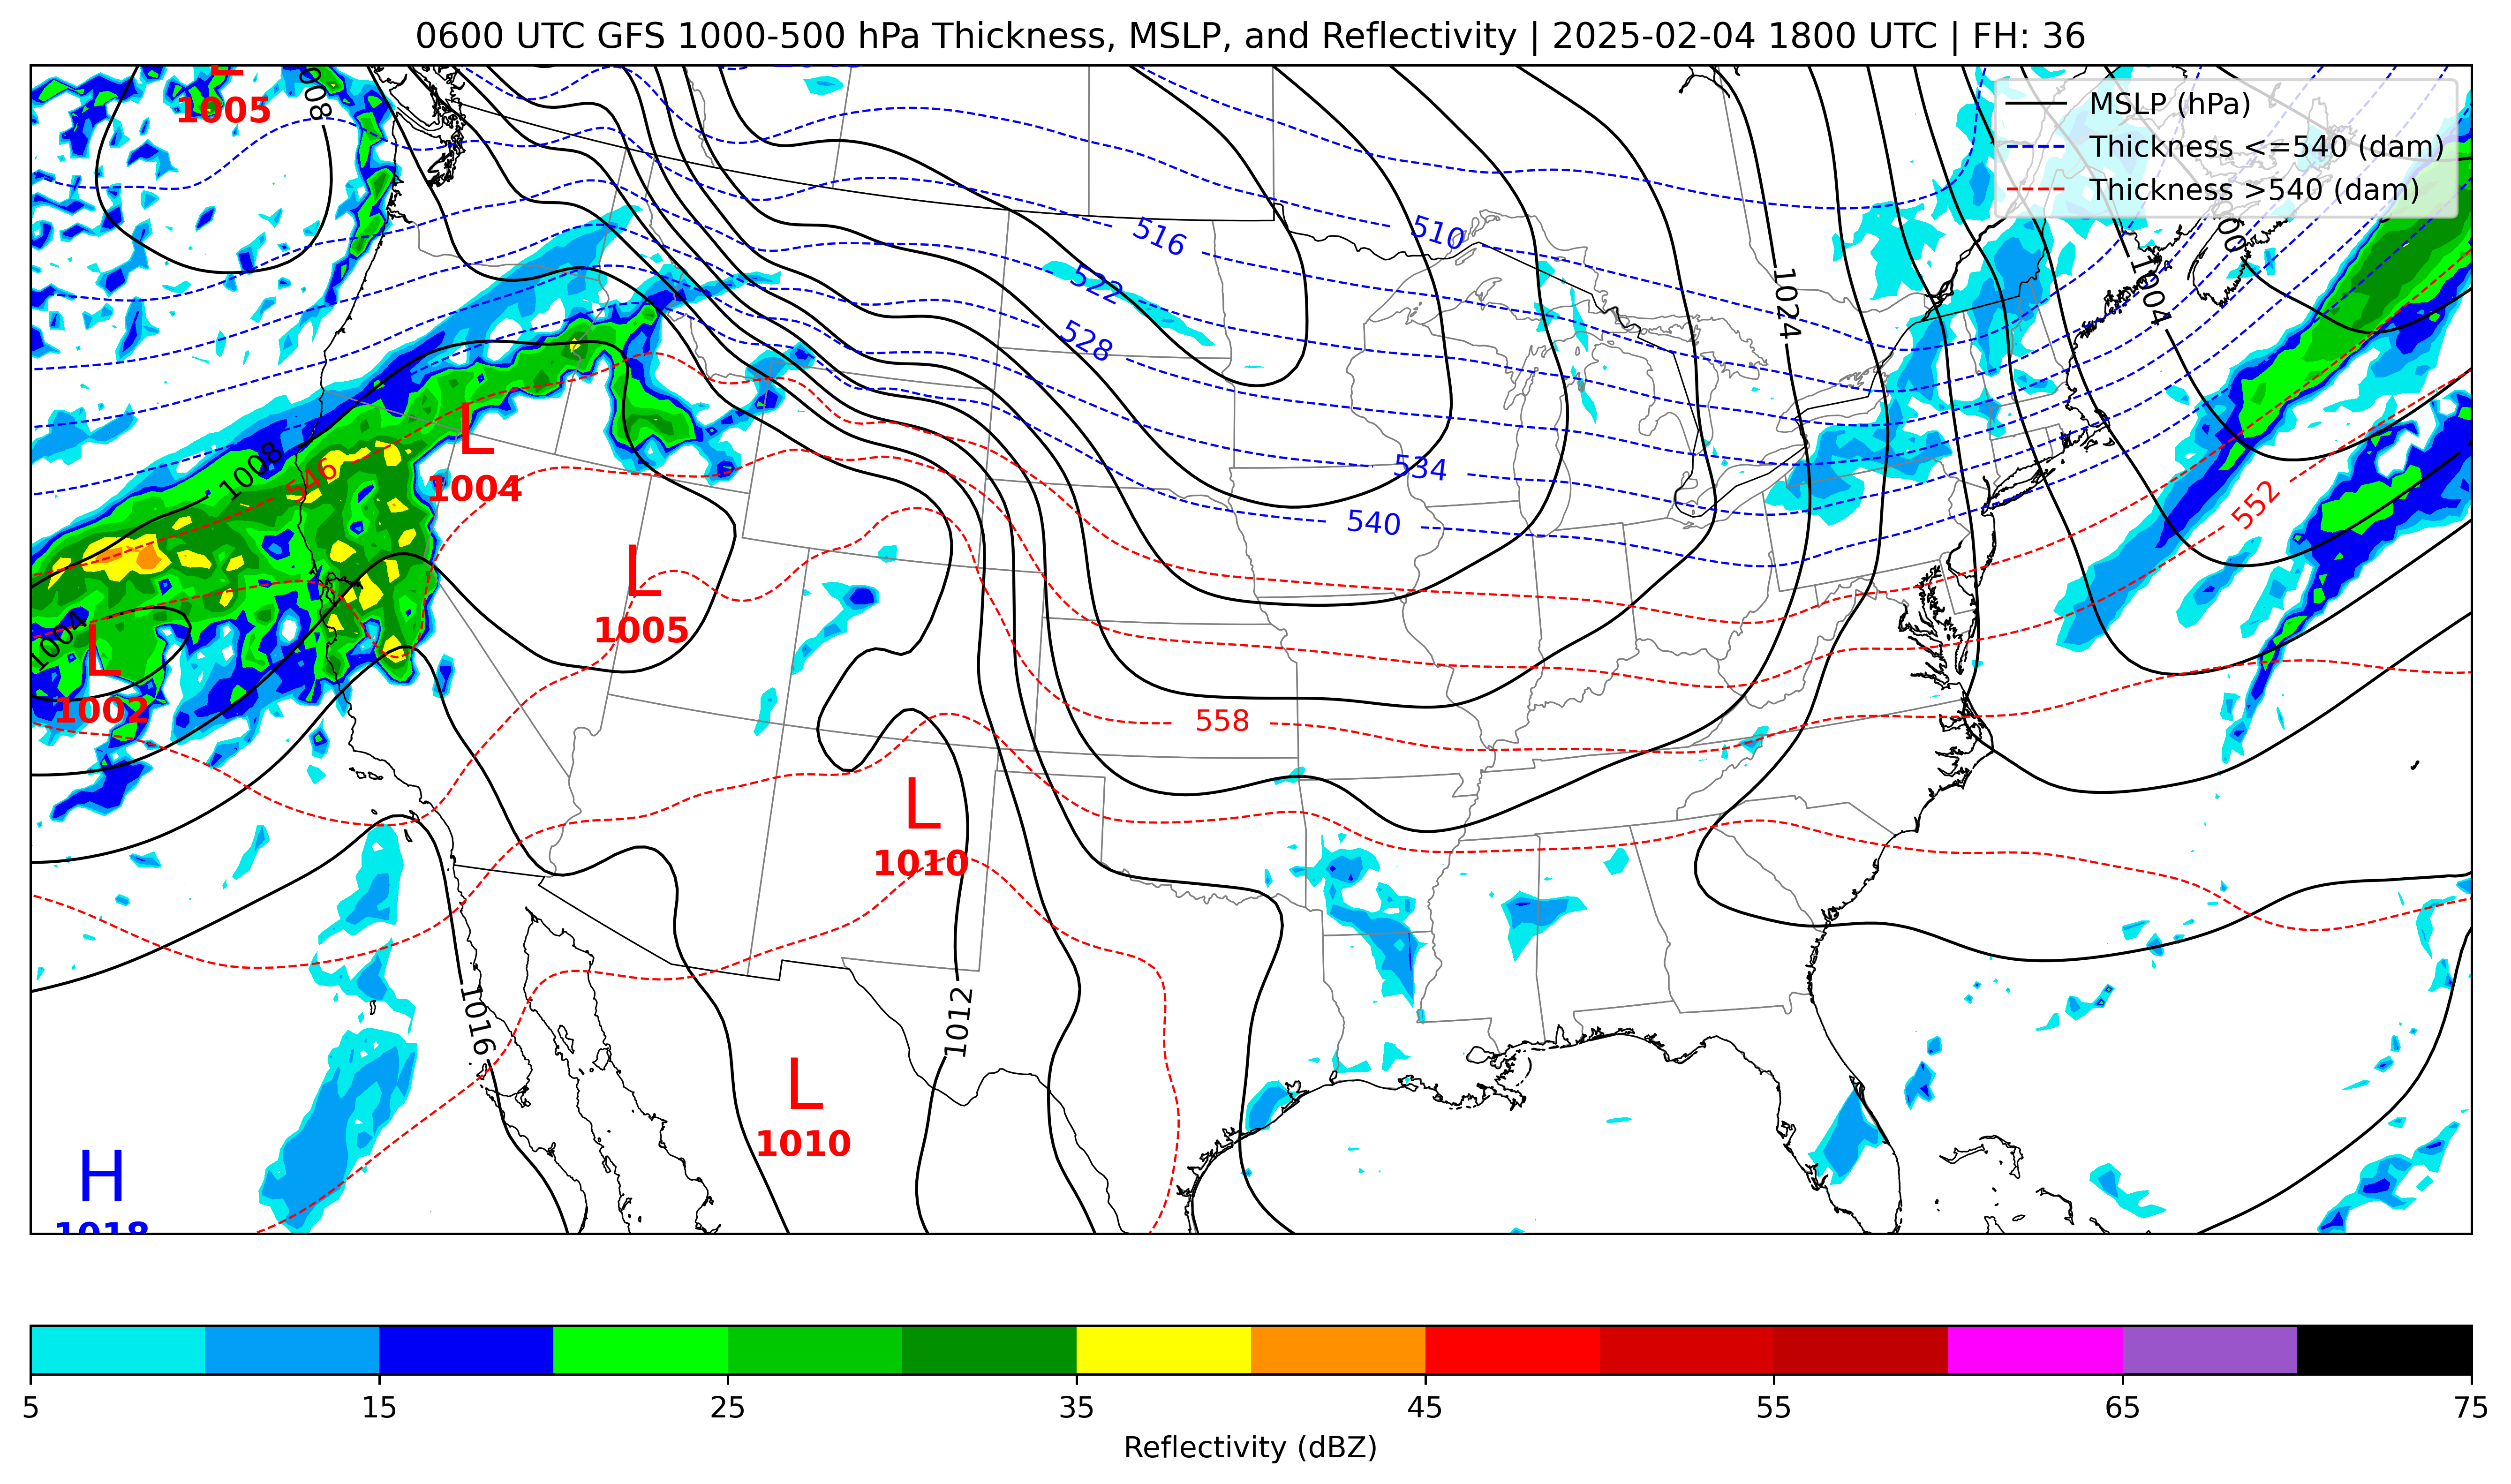 0600 UTC GFS 1000-500 hPa Thickness, MSLP, and Reflectivity | 2025-02-04 1800 UTC | FH: 36
MSLP (hPa)
Thickness <=540 (dam)
Thickness >540 (dam)
L
1005
1008
516
510
522
528
1024
1004
534
540
552
L
1004
1008
546
L
1005
1004
L
1002
558
L
1010
1016
1012
L
1010
H
1018
5
15
25
35
45
55
65
75
Reflectivity (dBZ)